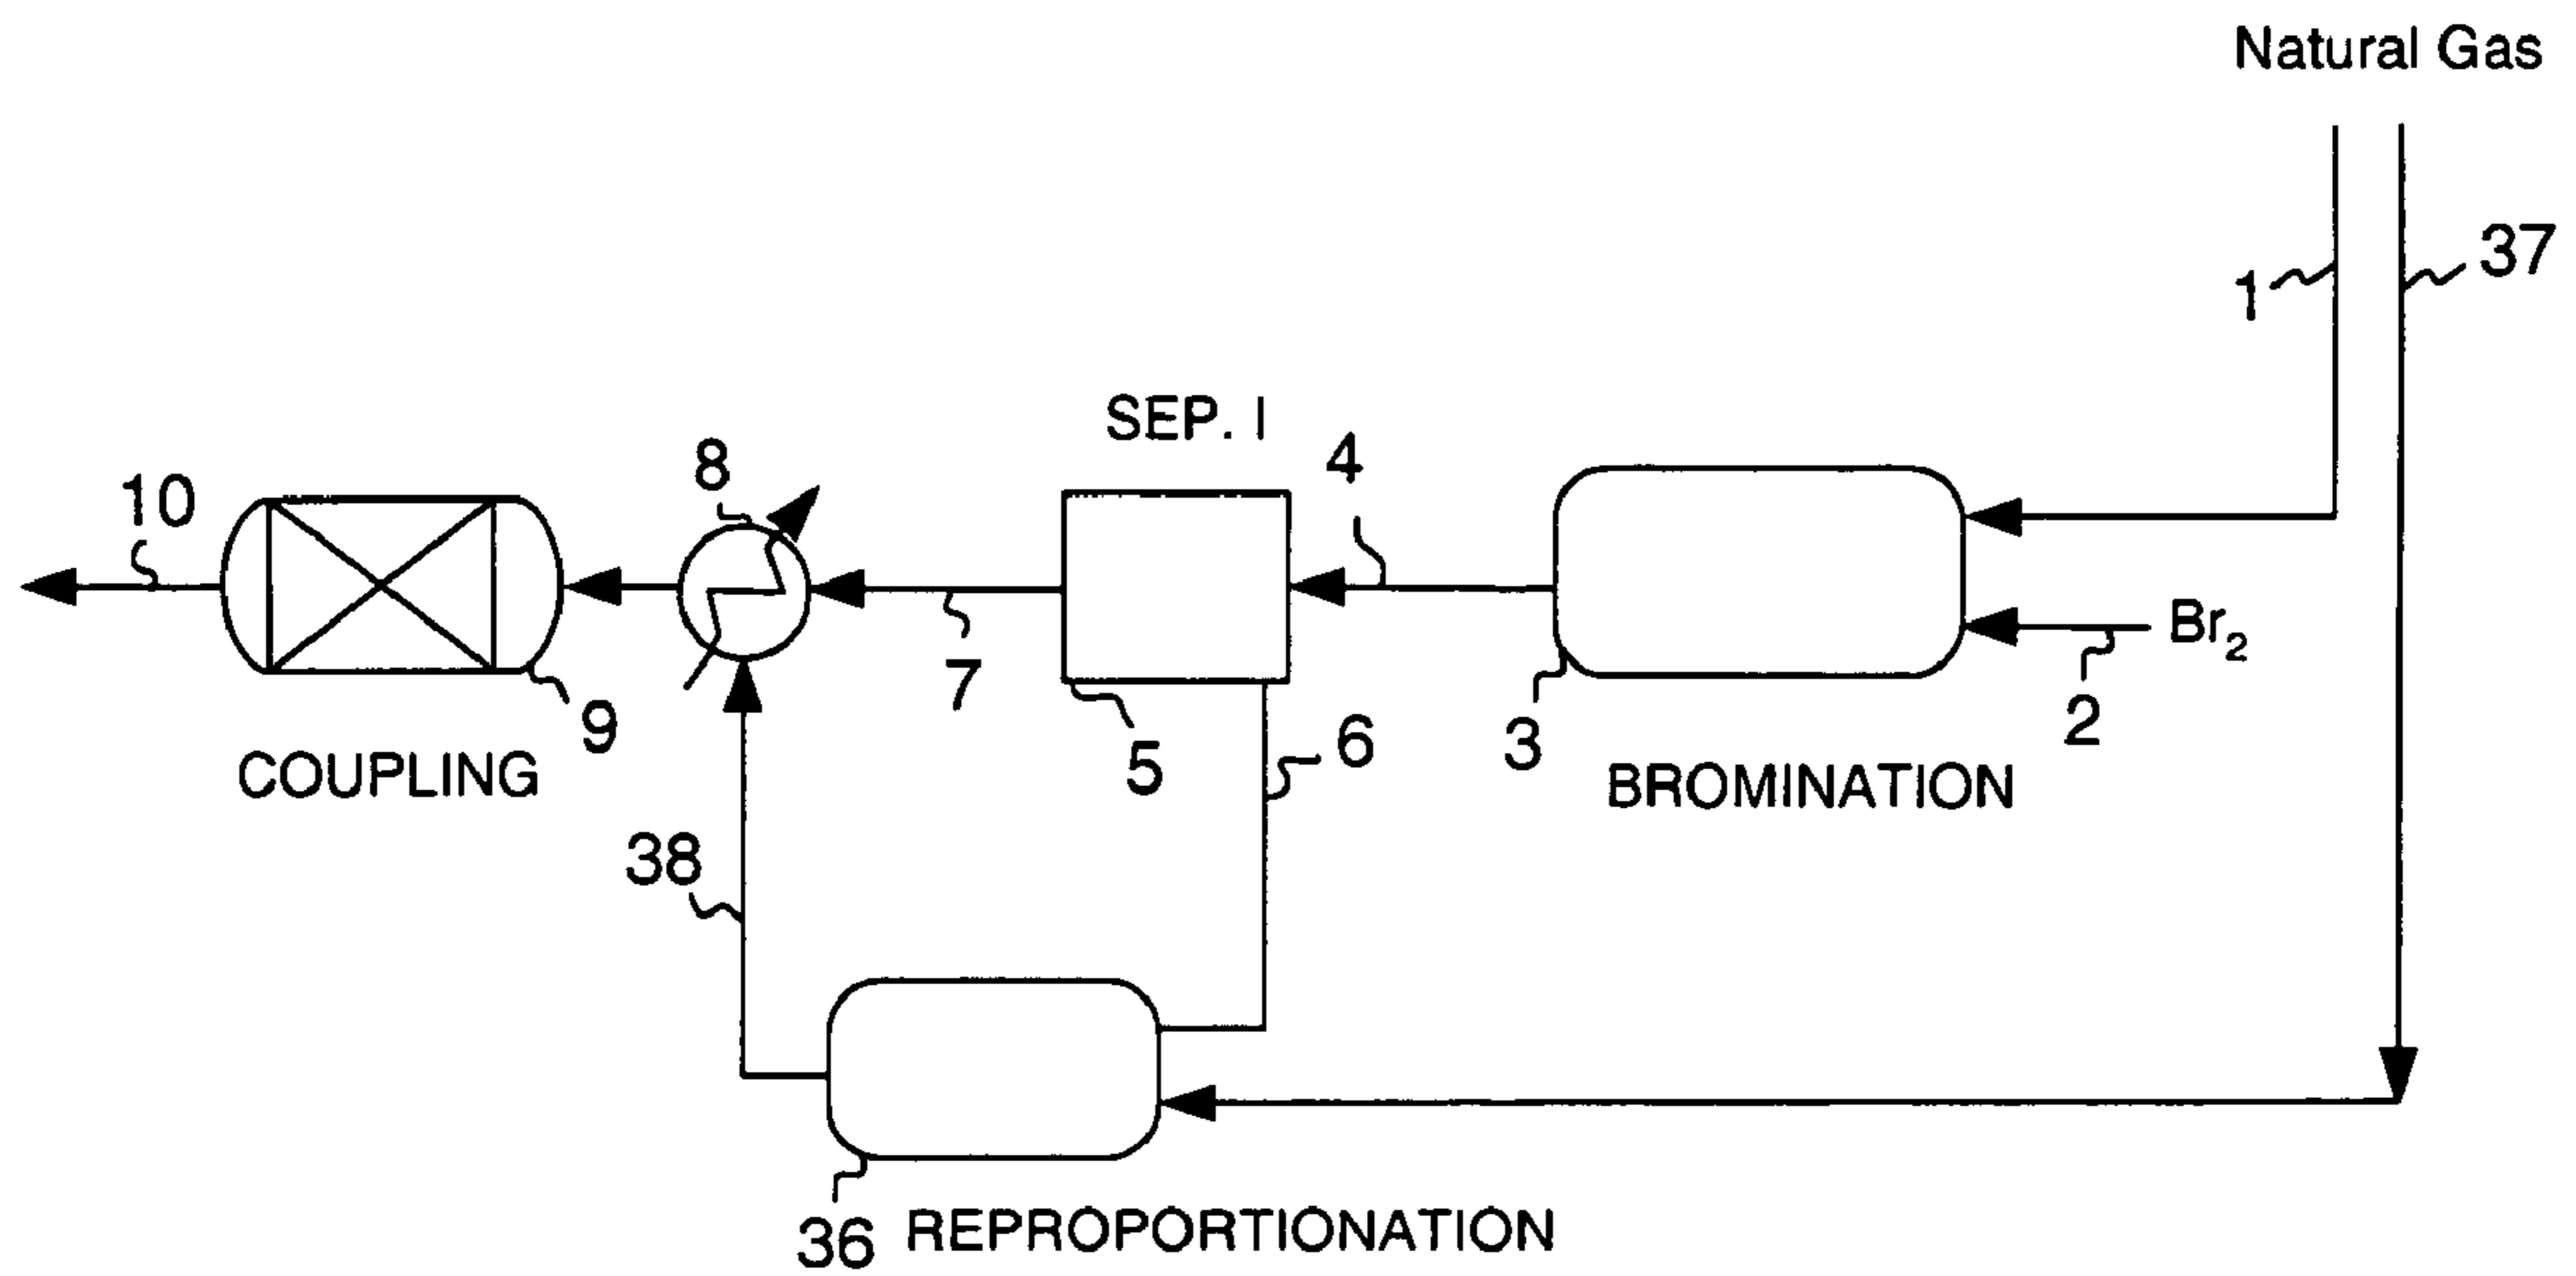 Natural Gas
37
1
SEP. I
4
8
10
Br₂
7
6
2
9
5
3
COUPLING
BROMINATION
38
36
REPROPORTIONATION